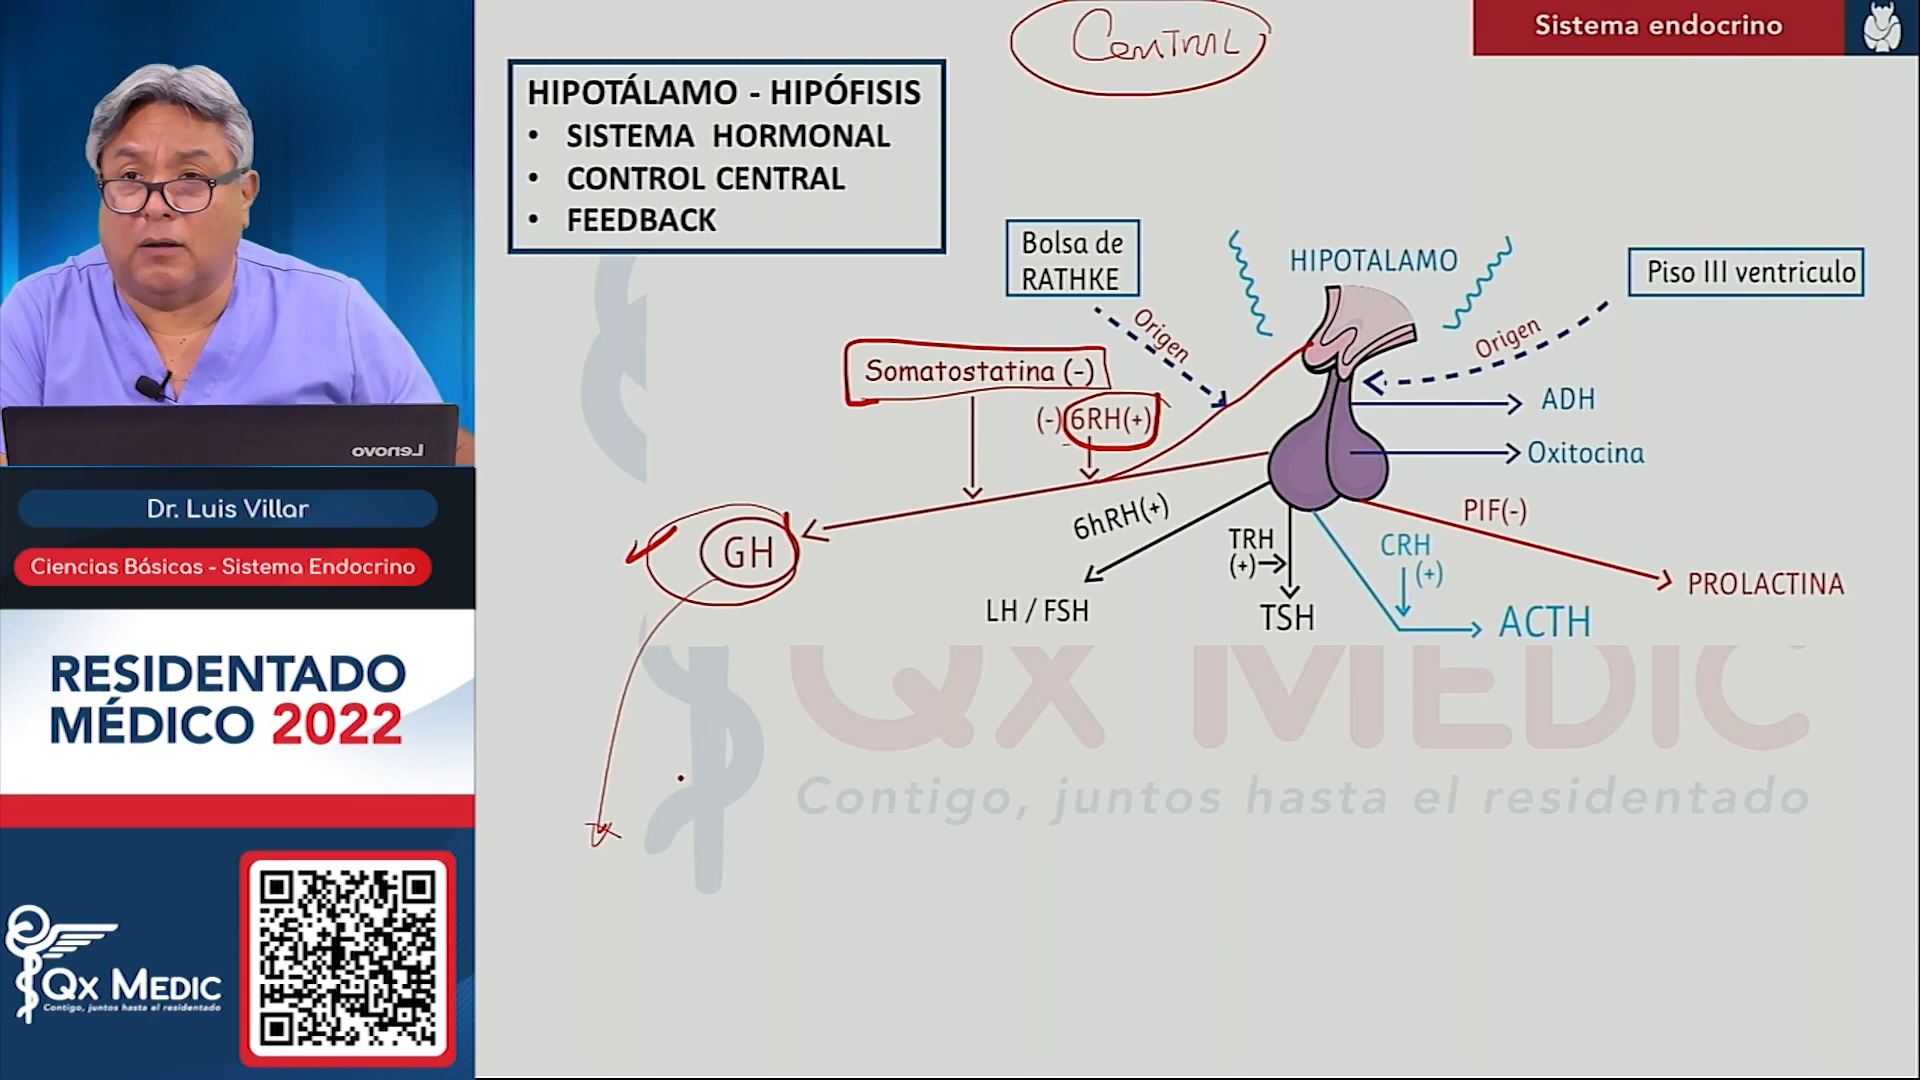 Central
Sistema endocrino
HIPOTÁLAMO - HIPÓFISIS
• SISTEMA HORMONAL
• CONTROL CENTRAL
• FEEDBACK
Bolsa de
RATHKE
HIPOTALAMO
Piso III ventriculo
Origen
Origen
Somatostatina (-)
(-) 6RH(+)
ADH
Oxitocina
GH
6hRH(+)
LH / FSH
TRH
(+)
TSH
CRH
(+)
ACTH
PIF(-)
PROLACTINA
QX MEDIC
Contigo, juntos hasta el residentado
Lenovo
Dr. Luis Villar
Ciencias Básicas - Sistema Endocrino
RESIDENTADO
MÉDICO 2022
QX MEDIC
Contigo, juntos hasta el residentado